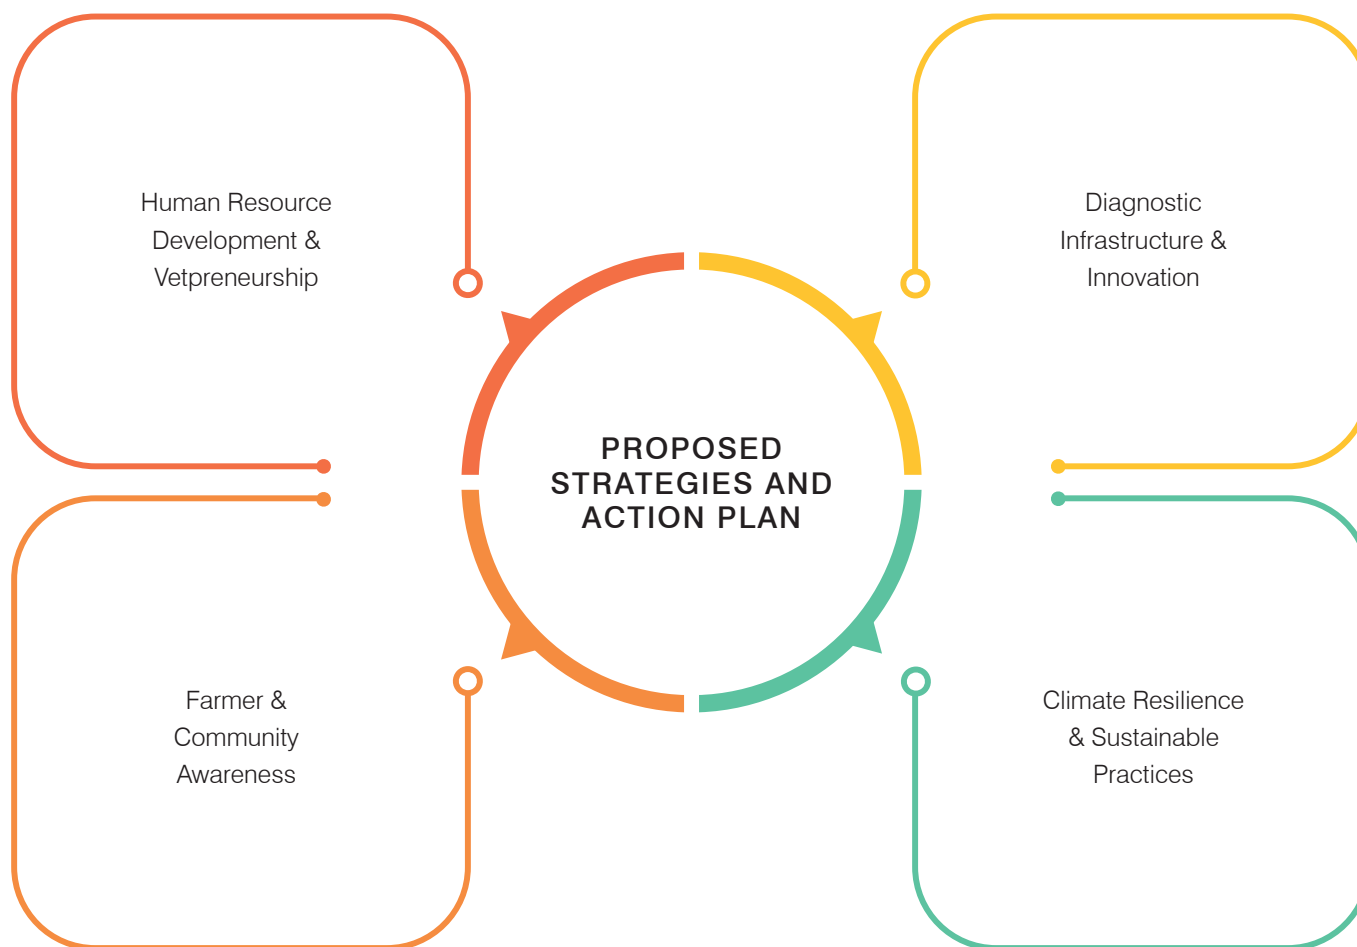 Human Resource
Development &
Vetpreneurship
Diagnostic
Infrastructure &
Innovation
PROPOSED
STRATEGIES AND
ACTION PLAN
Farmer &
Community
Awareness
Climate Resilience
& Sustainable
Practices